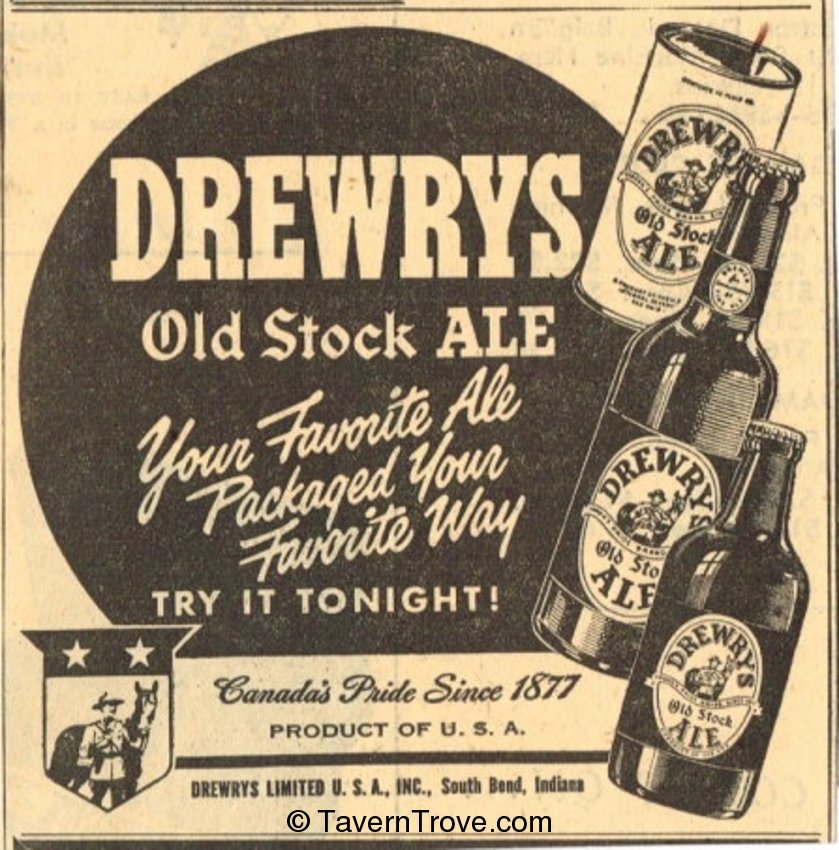 DREWRYS
Old Stock ALE
Your Favorite Ale
Packaged Your
Favorite Way
TRY IT TONIGHT!
Canada's Pride Since 1877
PRODUCT OF U. S. A.
DREWRYS LIMITED U. S. A., INC., South Bend, Indiana
DREWRYS
Old Stock
ALE
DREWRYS
Old Sto
ALE
DREWRYS
Old Stock
ALE
© TavernTrove.com